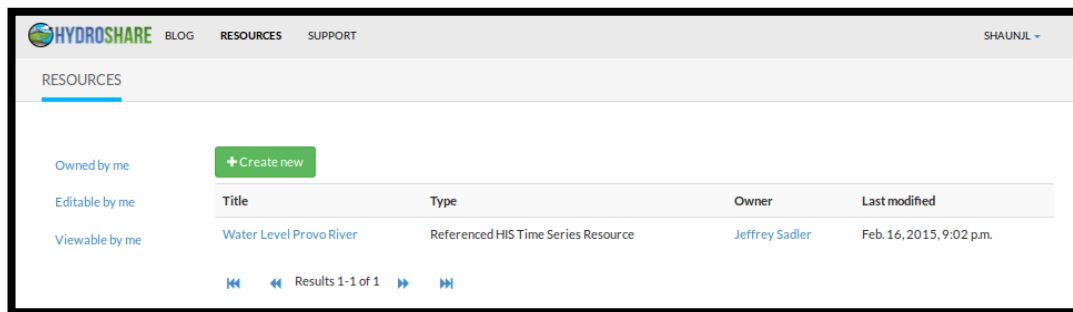 HYDROSHARE BLOG RESOURCES SUPPORT SHAUNJL
RESOURCES
Owned by me
Editable by me
Viewable by me
+ Create new
Title Type Owner Last modified
Water Level Provo River Referenced HIS Time Series Resource Jeffrey Sadler Feb. 16, 2015, 9:02 p.m.
Results 1-1 of 1